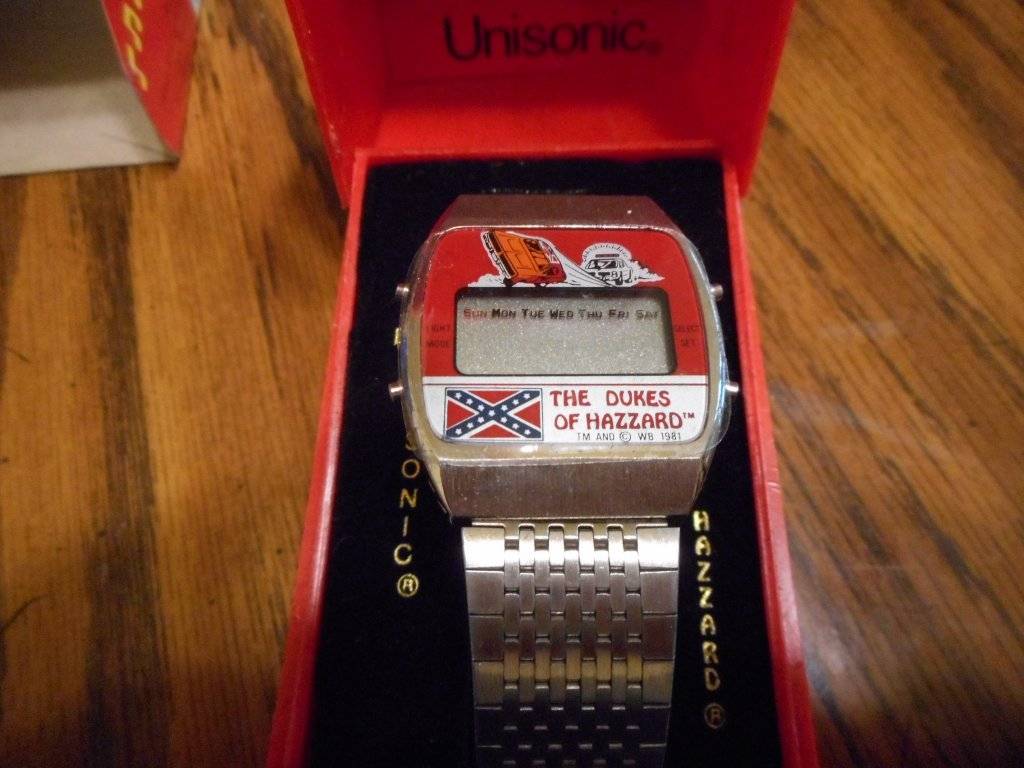 Unisonic®
SUN MON TUE WED THU FRI SAT
LIGHT
MODE
SELECT
SET
THE DUKES
OF HAZZARD™
TM AND © WB 1981
SONIC®
HAZZARD®